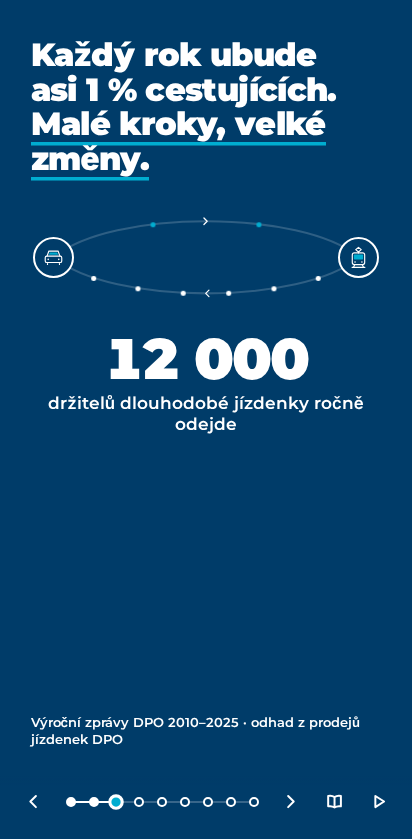 Každý rok ubude
asi 1 % cestujících.
Malé kroky, velké
změny.
12 000
držitelů dlouhodobé jízdenky ročně
odejde
Výroční zprávy DPO 2010–2025 · odhad z prodejů
jízdenek DPO